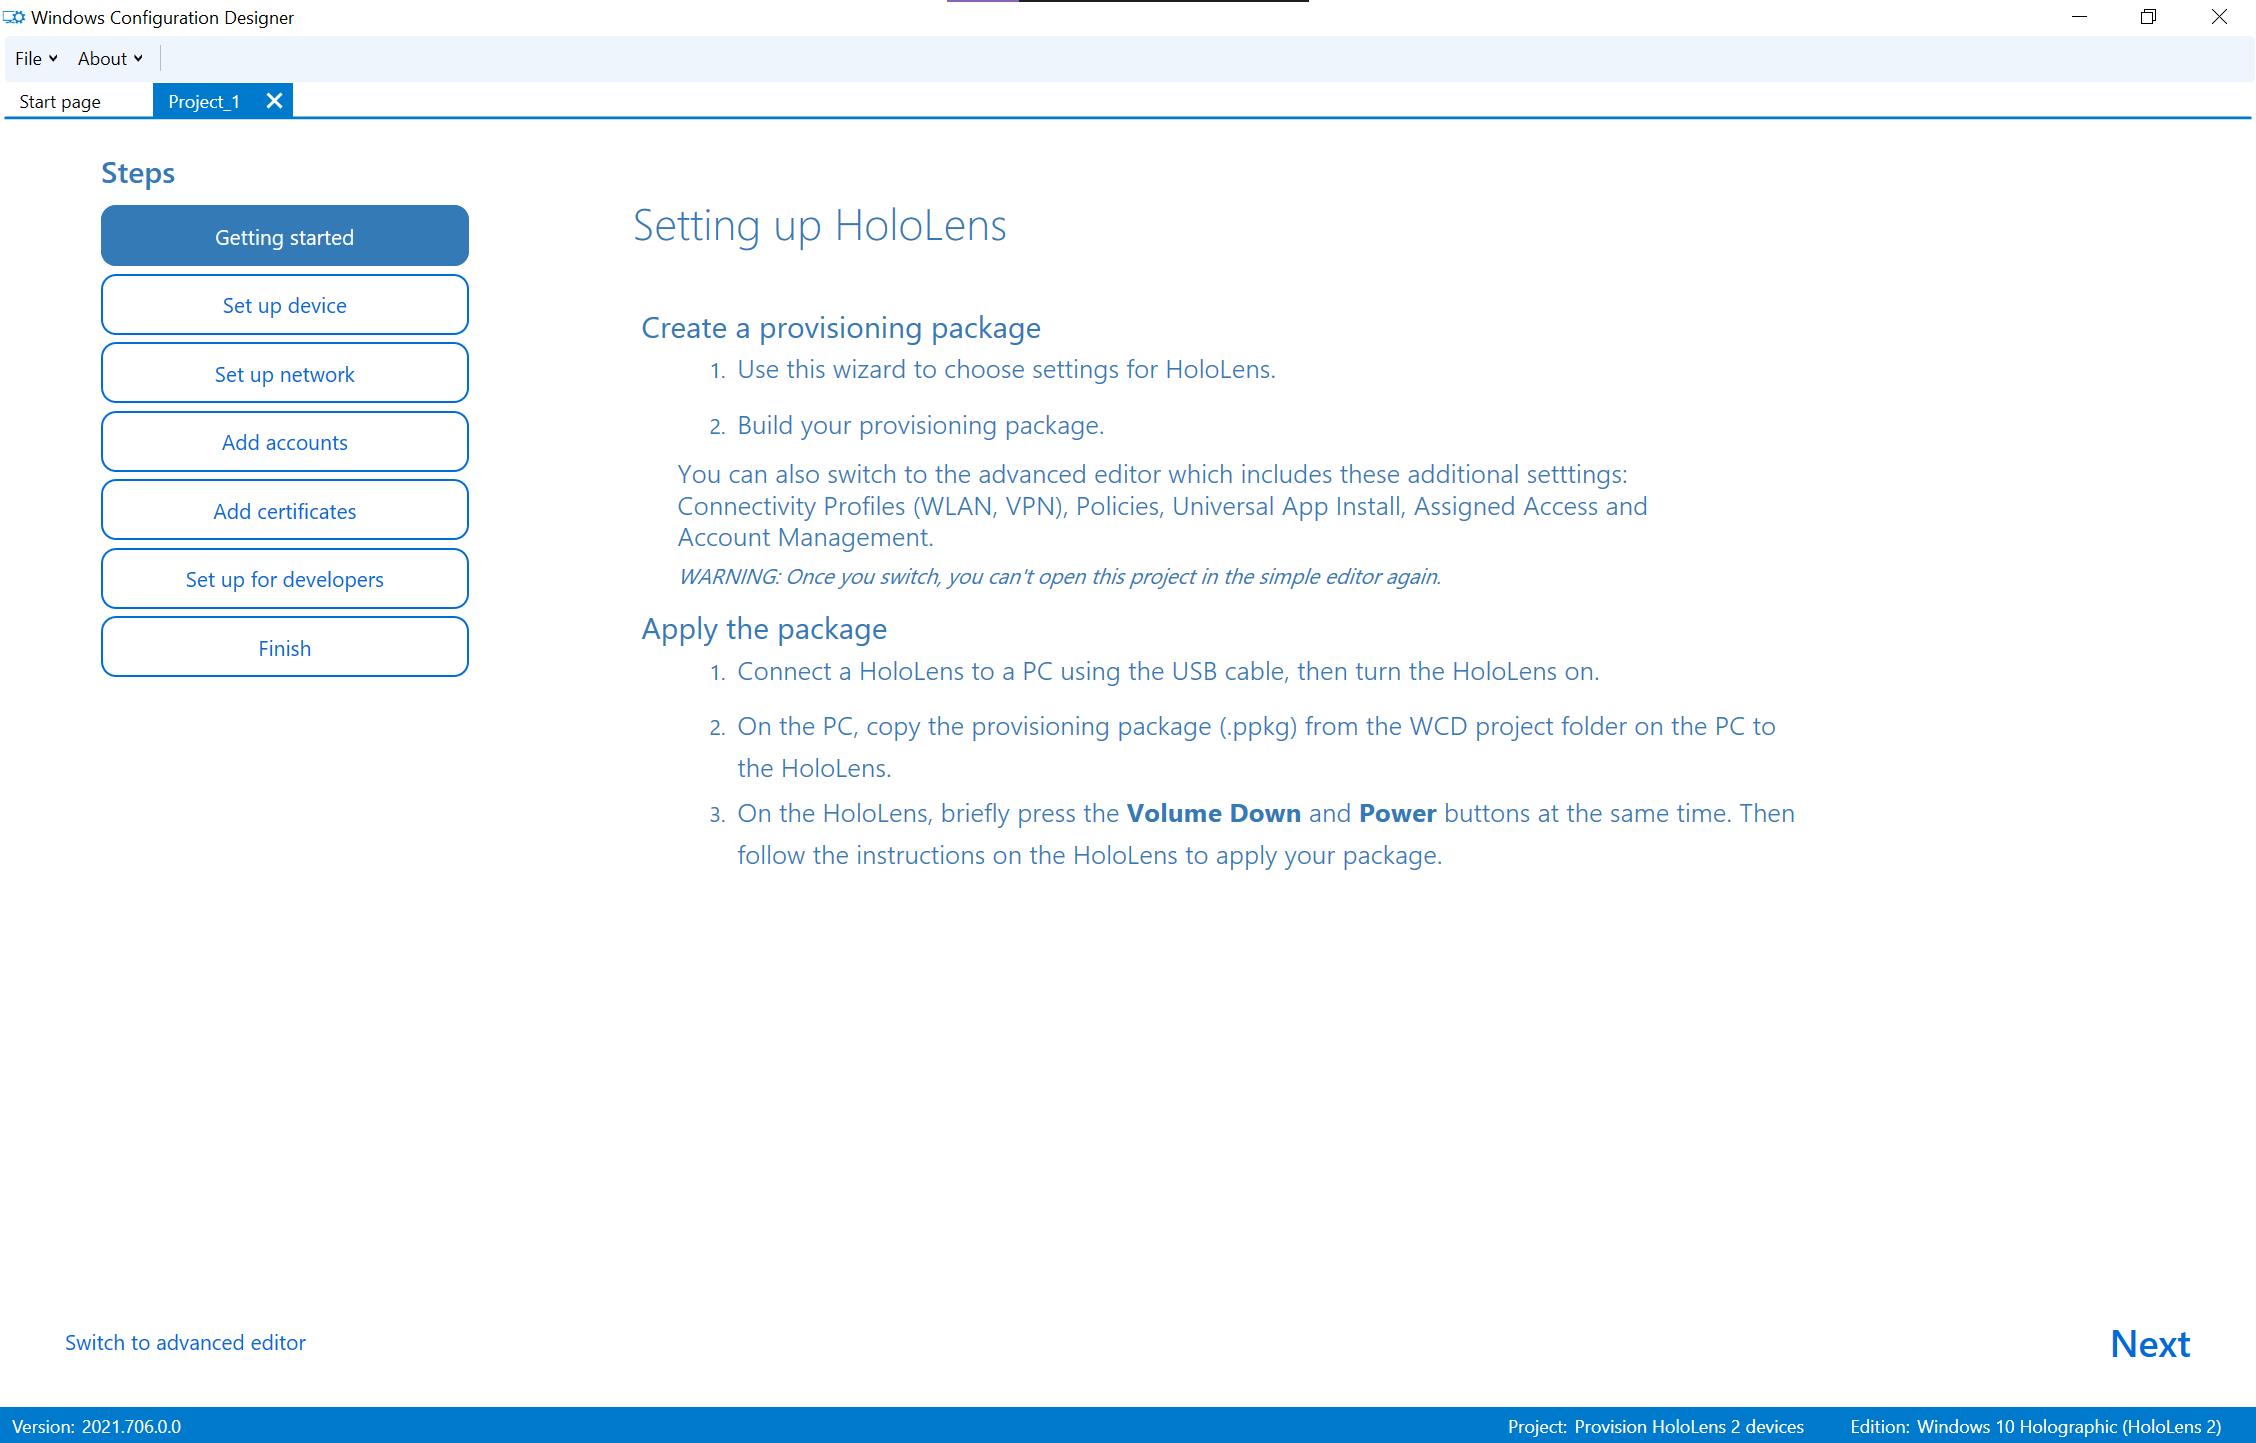 Windows Configuration Designer
File About
Start page Project_1
Steps
Getting started
Set up device
Set up network
Add accounts
Add certificates
Set up for developers
Finish
Setting up HoloLens
Create a provisioning package
1. Use this wizard to choose settings for HoloLens.
2. Build your provisioning package.
You can also switch to the advanced editor which includes these additional setttings:
Connectivity Profiles (WLAN, VPN), Policies, Universal App Install, Assigned Access and
Account Management.
WARNING: Once you switch, you can't open this project in the simple editor again.
Apply the package
1. Connect a HoloLens to a PC using the USB cable, then turn the HoloLens on.
2. On the PC, copy the provisioning package (.ppkg) from the WCD project folder on the PC to
the HoloLens.
3. On the HoloLens, briefly press the Volume Down and Power buttons at the same time. Then
follow the instructions on the HoloLens to apply your package.
Switch to advanced editor
Next
Version: 2021.706.0.0 Project: Provision HoloLens 2 devices Edition: Windows 10 Holographic (HoloLens 2)